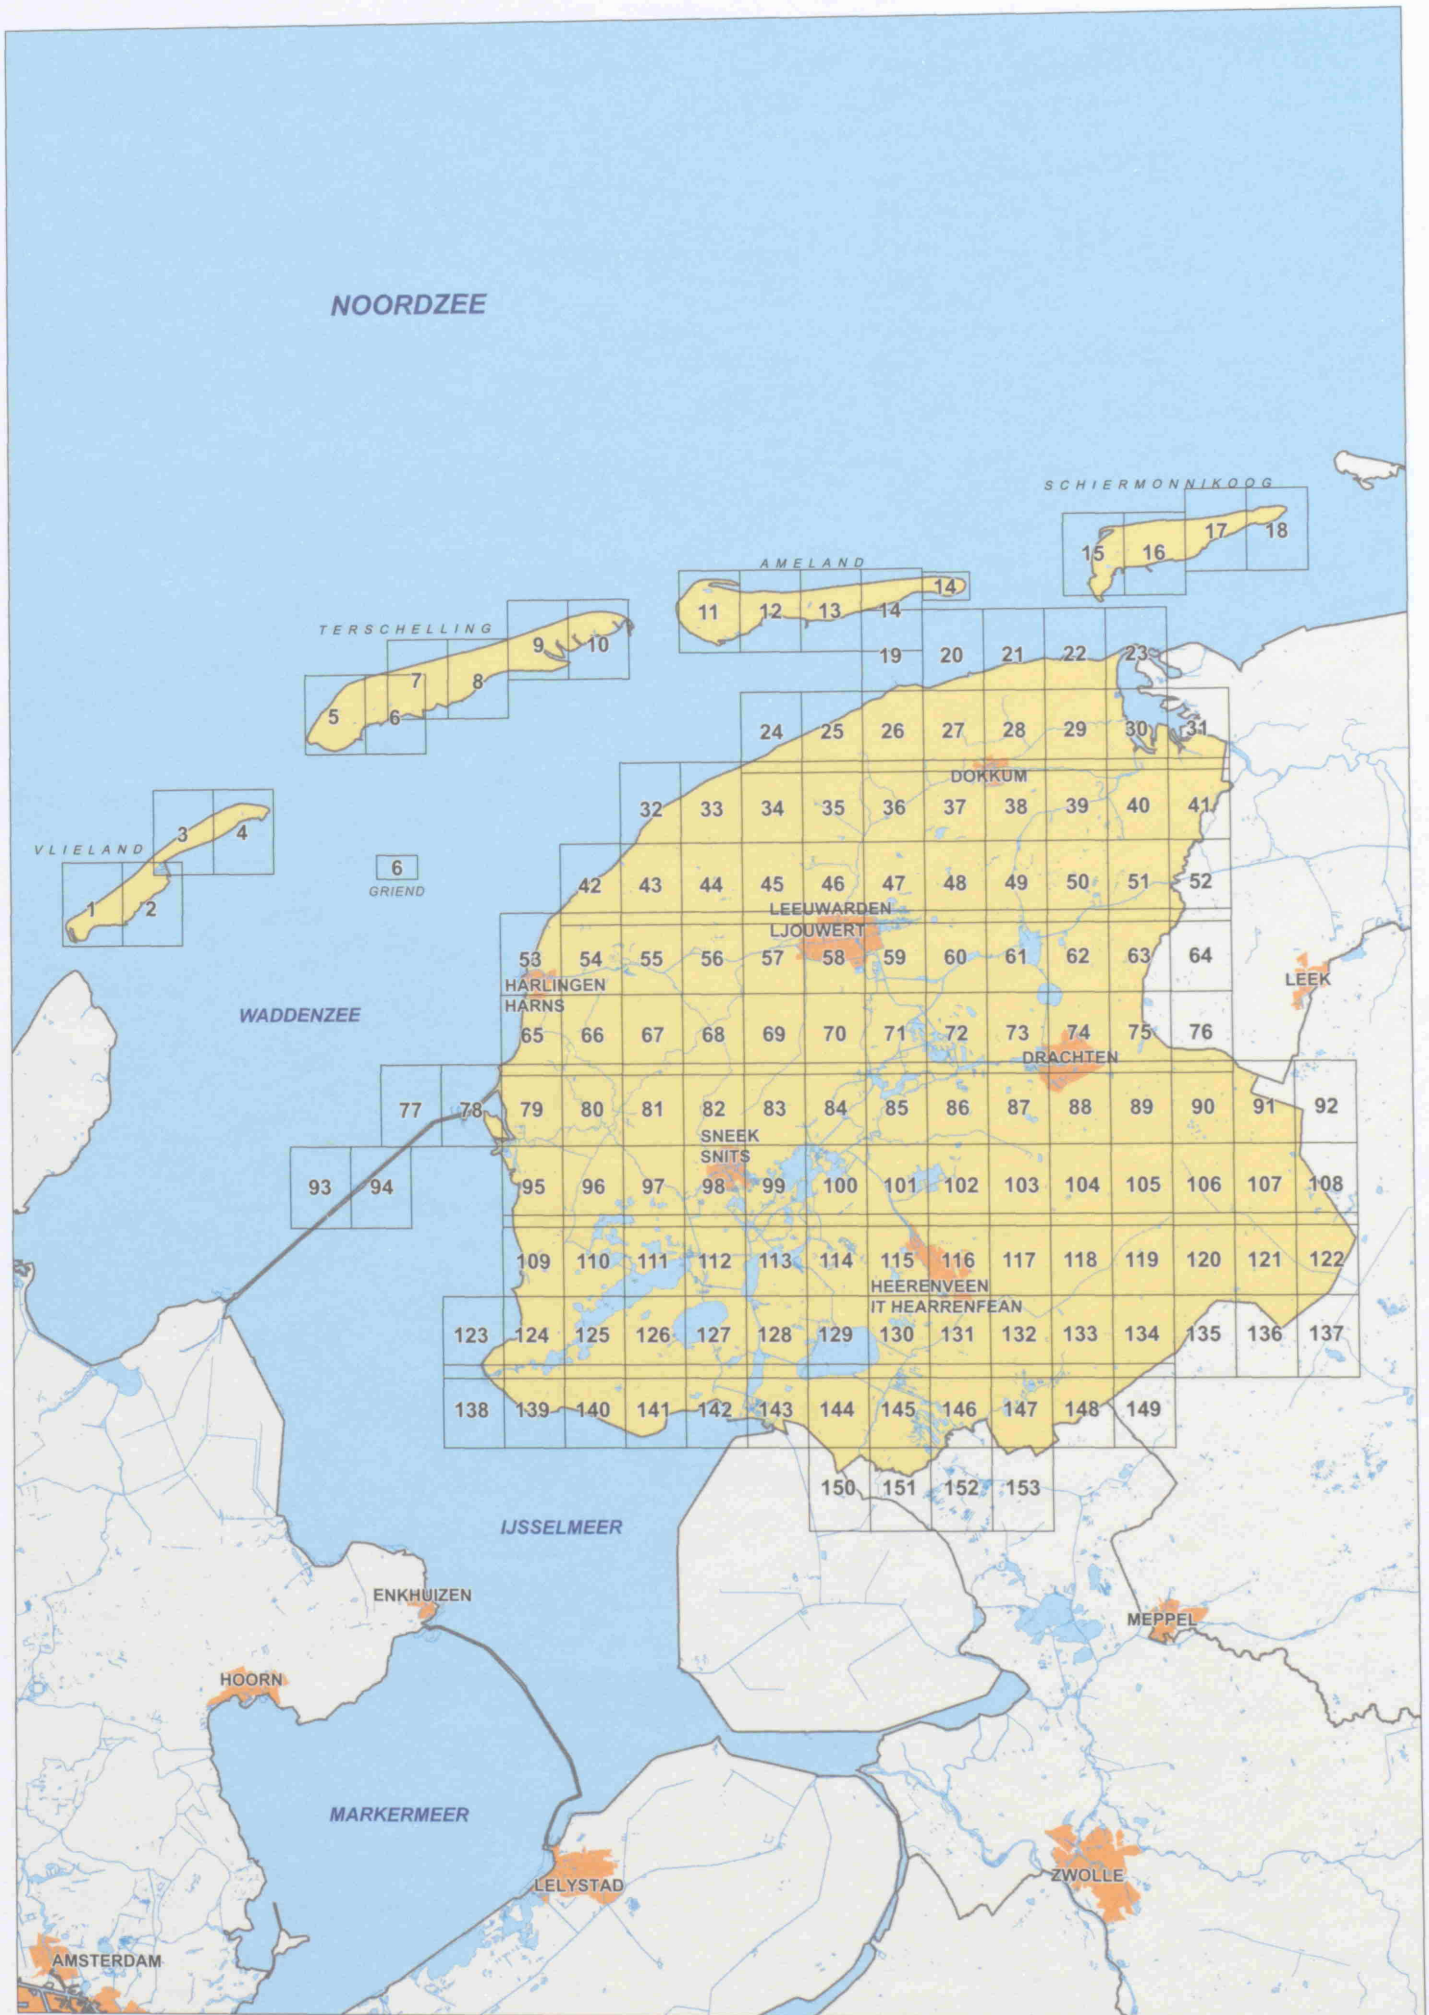 NOORDZEE
SCHIERMONNIKOOG
15 16 17 18
AMELAND
11 12 13 14 14
TERSCHELLING
5 6 7 8 9 10
19 20 21 22 23
24 25 26 27 28 29 30 31
DOKKUM
VLIELAND
1 2 3 4
6
GRIEND
32 33 34 35 36 37 38 39 40 41
42 43 44 45 46 47 48 49 50 51 52
LEEUWARDEN
LJOUWERT
53 54 55 56 57 58 59 60 61 62 63 64
HARLINGEN
HARNS
LEEK
WADDENZEE
65 66 67 68 69 70 71 72 73 74 75 76
DRACHTEN
77 78 79 80 81 82 83 84 85 86 87 88 89 90 91 92
SNEEK
SNITS
93 94 95 96 97 98 99 100 101 102 103 104 105 106 107 108
109 110 111 112 113 114 115 116 117 118 119 120 121 122
HEERENVEEN
IT HEARRENFEAN
123 124 125 126 127 128 129 130 131 132 133 134 135 136 137
138 139 140 141 142 143 144 145 146 147 148 149
150 151 152 153
IJSSELMEER
ENKHUIZEN
MEPPEL
HOORN
MARKERMEER
LELYSTAD
ZWOLLE
AMSTERDAM